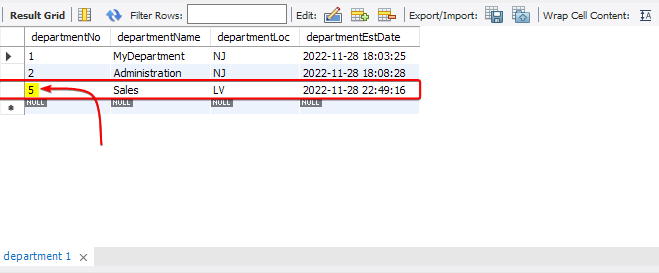 Result Grid Filter Rows: Edit: Export/Import: Wrap Cell Content: IA
departmentNo departmentName departmentLoc departmentEstDate
1 MyDepartment NJ 2022-11-28 18:03:25
2 Administration NJ 2022-11-28 18:08:28
5 Sales LV 2022-11-28 22:49:16
NULL NULL NULL NULL
department 1